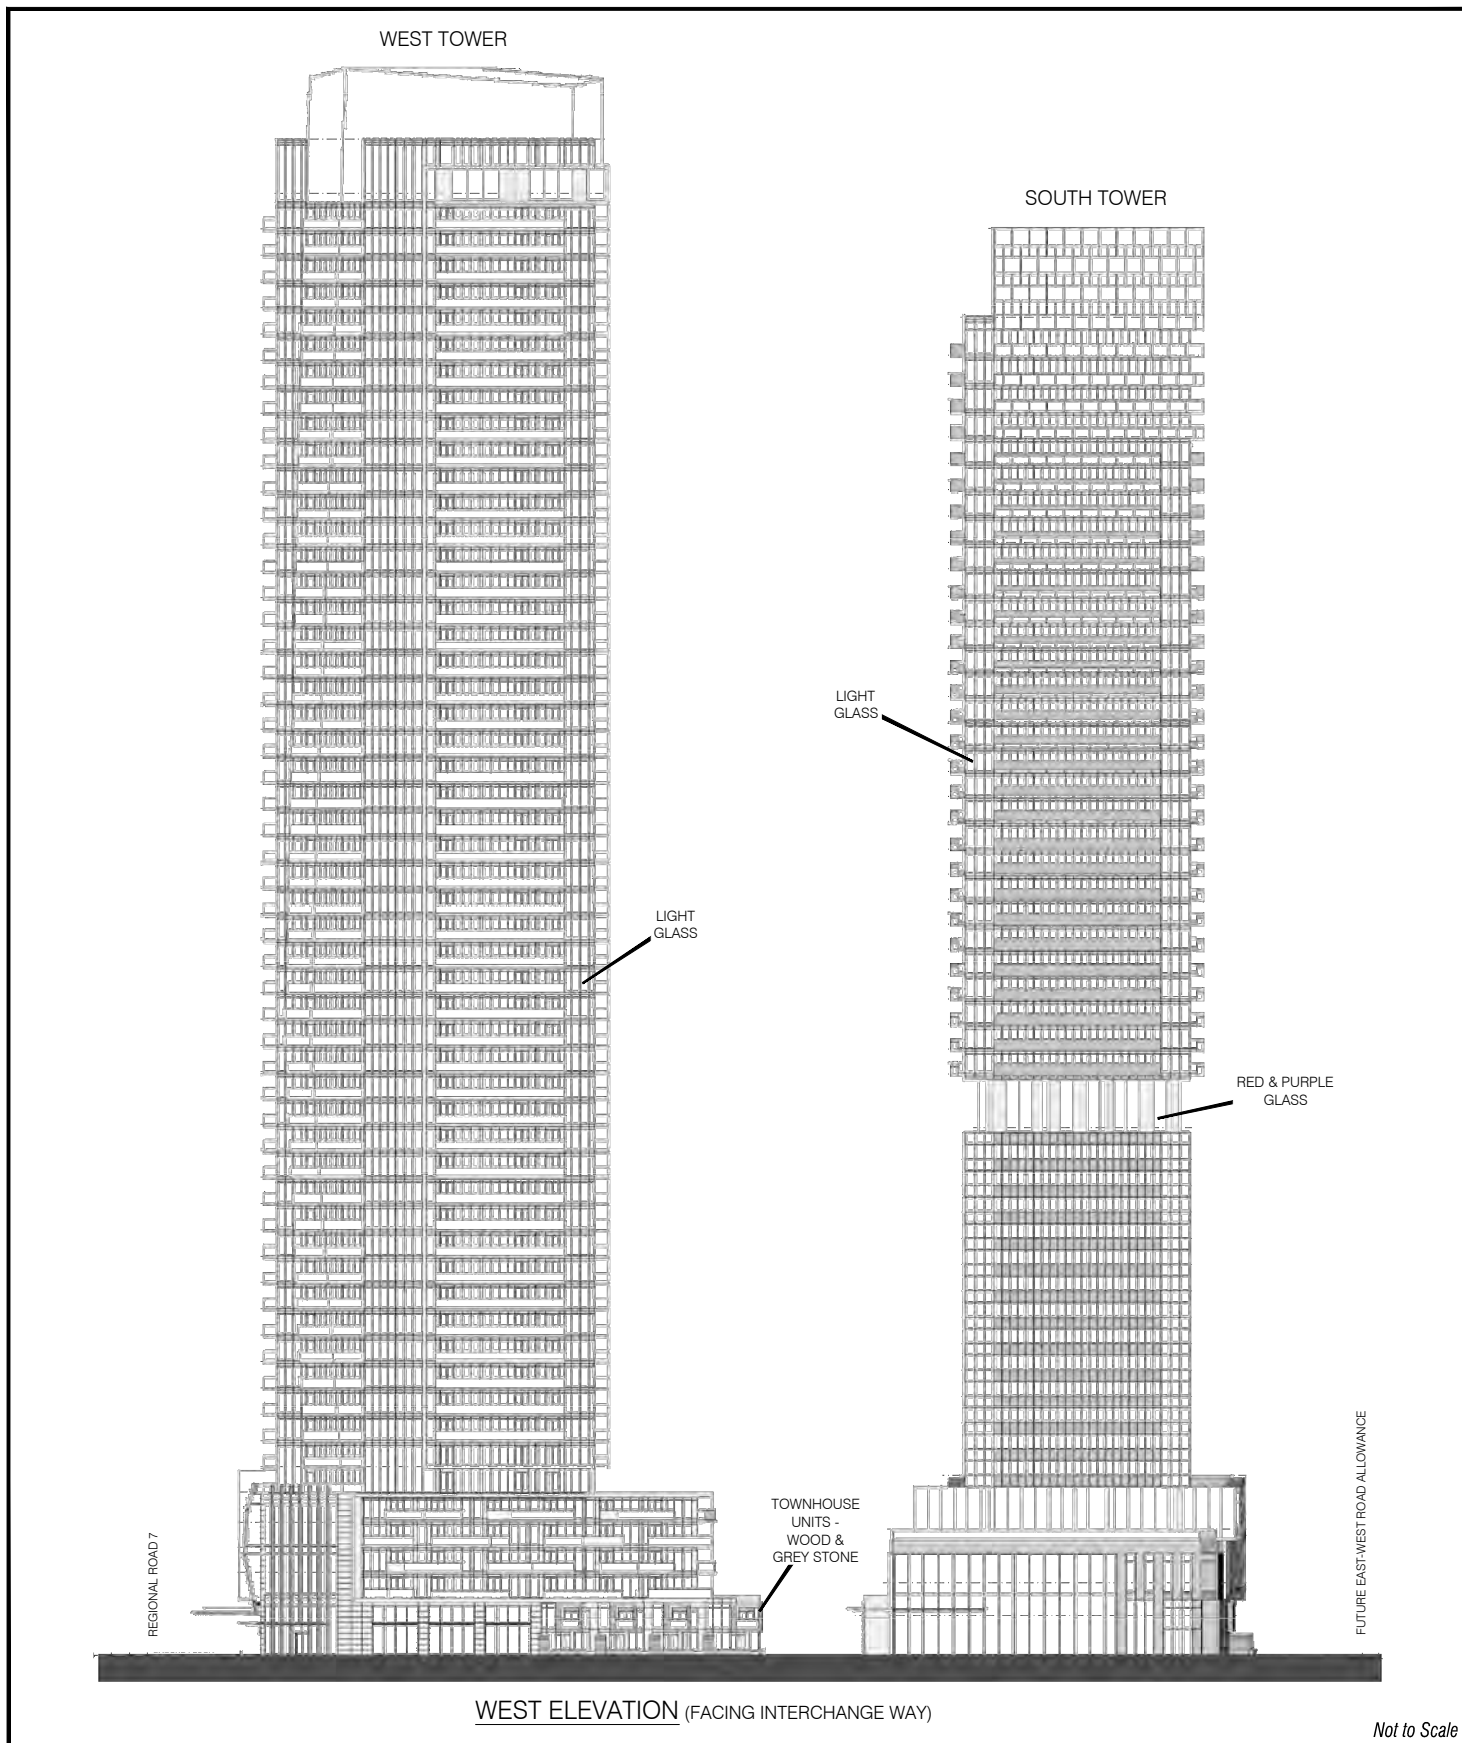 WEST TOWER
SOUTH TOWER
LIGHT
GLASS
LIGHT
GLASS
RED & PURPLE
GLASS
TOWNHOUSE
UNITS -
WOOD &
GREY STONE
REGIONAL ROAD 7
FUTURE EAST-WEST ROAD ALLOWANCE
WEST ELEVATION (FACING INTERCHANGE WAY)
Not to Scale